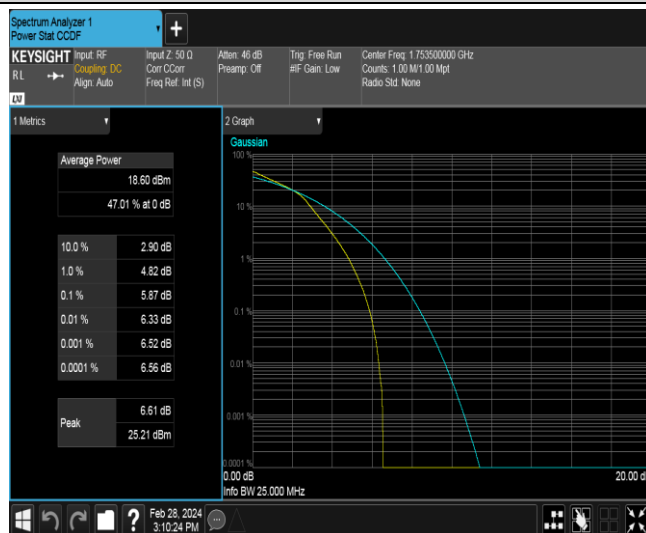 Spectrum Analyzer 1
Power Stat CCDF
+
KEYSIGHT
RL
LXI
Input: RF
Coupling: DC
Align: Auto
Input Z: 50 Ω
Corr CCorr
Freq Ref: Int (S)
Atten: 46 dB
Preamp: Off
Trig: Free Run
#IF Gain: Low
Center Freq: 1.753500000 GHz
Counts: 1.00 M/1.00 Mpt
Radio Std: None
1 Metrics
Average Power
18.60 dBm
47.01 % at 0 dB
10.0 % 2.90 dB
1.0 % 4.82 dB
0.1 % 5.87 dB
0.01 % 6.33 dB
0.001 % 6.52 dB
0.0001 % 6.56 dB
Peak
6.61 dB
25.21 dBm
2 Graph
Gaussian
100 %
10 %
1 %
0.1 %
0.01 %
0.001 %
0.0001 %
0.00 dB
20.00 d
Info BW 25.000 MHz
?
Feb 28, 2024
3:10:24 PM